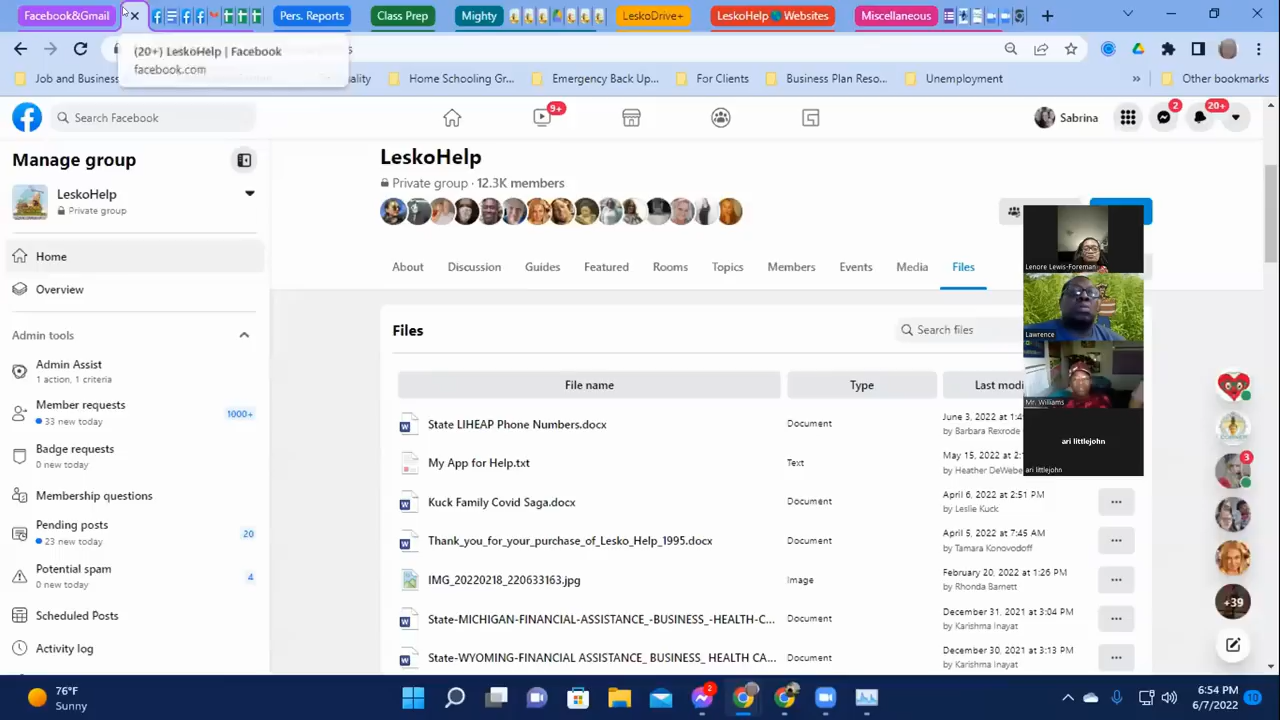 Facebook&Gmail
Pers. Reports
Class Prep
Mighty
LeskoDrive+
LeskoHelp Websites
Miscellaneous
(20+) LeskoHelp | Facebook
facebook.com
Job and Business
Home Schooling Gr...
Emergency Back Up...
For Clients
Business Plan Reso...
Unemployment
»
Other bookmarks
Search Facebook
9+
Sabrina
2
20+
Manage group
LeskoHelp
Private group
Home
Overview
Admin tools
Admin Assist
1 action, 1 criteria
Member requests
33 new today
1000+
Badge requests
0 new today
Membership questions
Pending posts
23 new today
20
Potential spam
0 new today
4
Scheduled Posts
Activity log
LeskoHelp
Private group · 12.3K members
About
Discussion
Guides
Featured
Rooms
Topics
Members
Events
Media
Files
Files
Search files
File name
Type
Last modi
State LIHEAP Phone Numbers.docx
Document
June 3, 2022 at 1:4
by Barbara Rexrode
My App for Help.txt
Text
May 15, 2022 at 2:
by Heather DeWebe
Kuck Family Covid Saga.docx
Document
April 6, 2022 at 2:51 PM
by Leslie Kuck
Thank_you_for_your_purchase_of_Lesko_Help_1995.docx
Document
April 5, 2022 at 7:45 AM
by Tamara Konovodoff
IMG_20220218_220633163.jpg
Image
February 20, 2022 at 1:26 PM
by Rhonda Barnett
State-MICHIGAN-FINANCIAL-ASSISTANCE_-BUSINESS_-HEALTH-C...
Document
December 31, 2021 at 3:04 PM
by Karishma Inayat
State-WYOMING-FINANCIAL ASSISTANCE_ BUSINESS_ HEALTH CA...
Document
December 30, 2021 at 3:13 PM
by Karishma Inayat
Lenore Lewis-Foreman
Lawrence
Mr. Williams
ari littlejohn
ari littlejohn
3
+39
76°F
Sunny
2
6:54 PM
6/7/2022
10